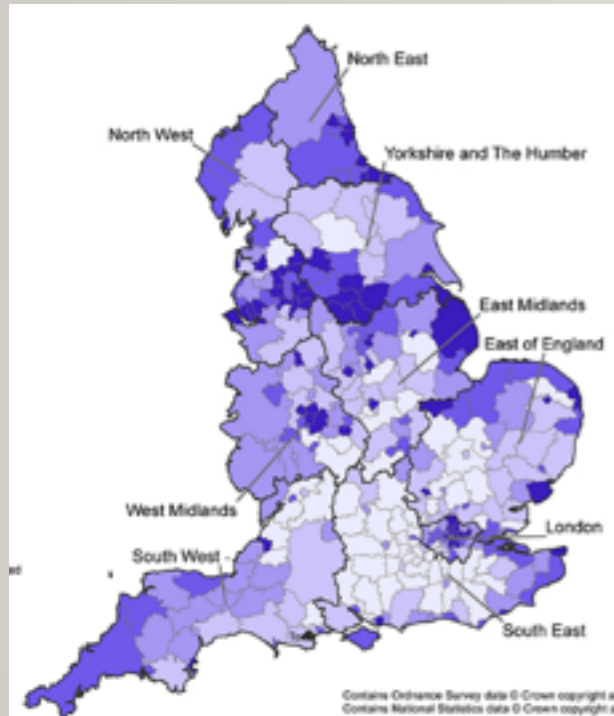 North East
North West
Yorkshire and The Humber
East Midlands
East of England
West Midlands
London
South West
South East
Contains Ordnance Survey data © Crown copyright
Contains National Statistics data © Crown copyright